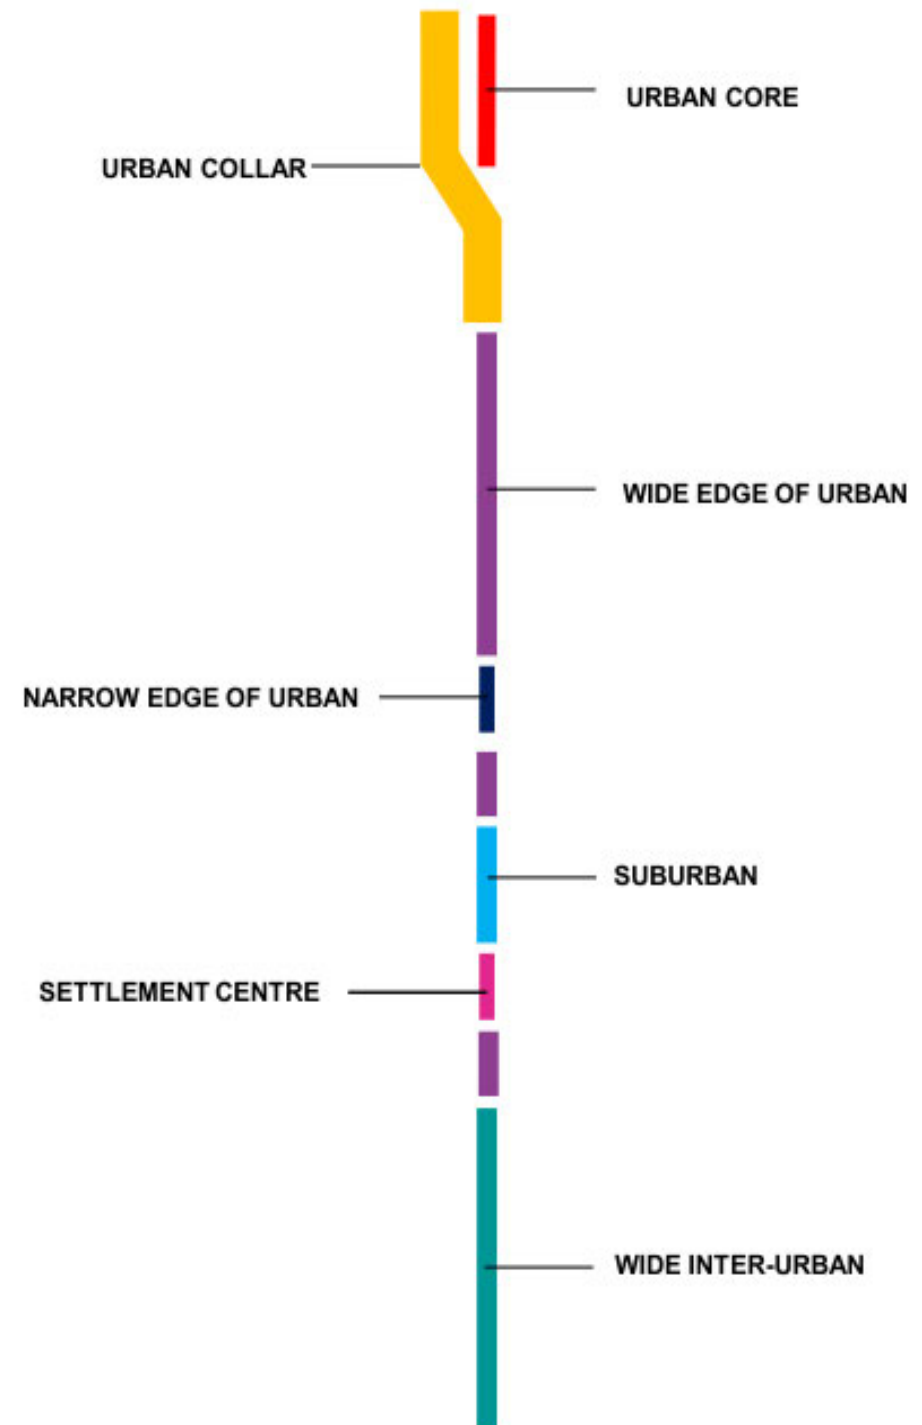 URBAN CORE
URBAN COLLAR
WIDE EDGE OF URBAN
NARROW EDGE OF URBAN
SUBURBAN
SETTLEMENT CENTRE
WIDE INTER-URBAN